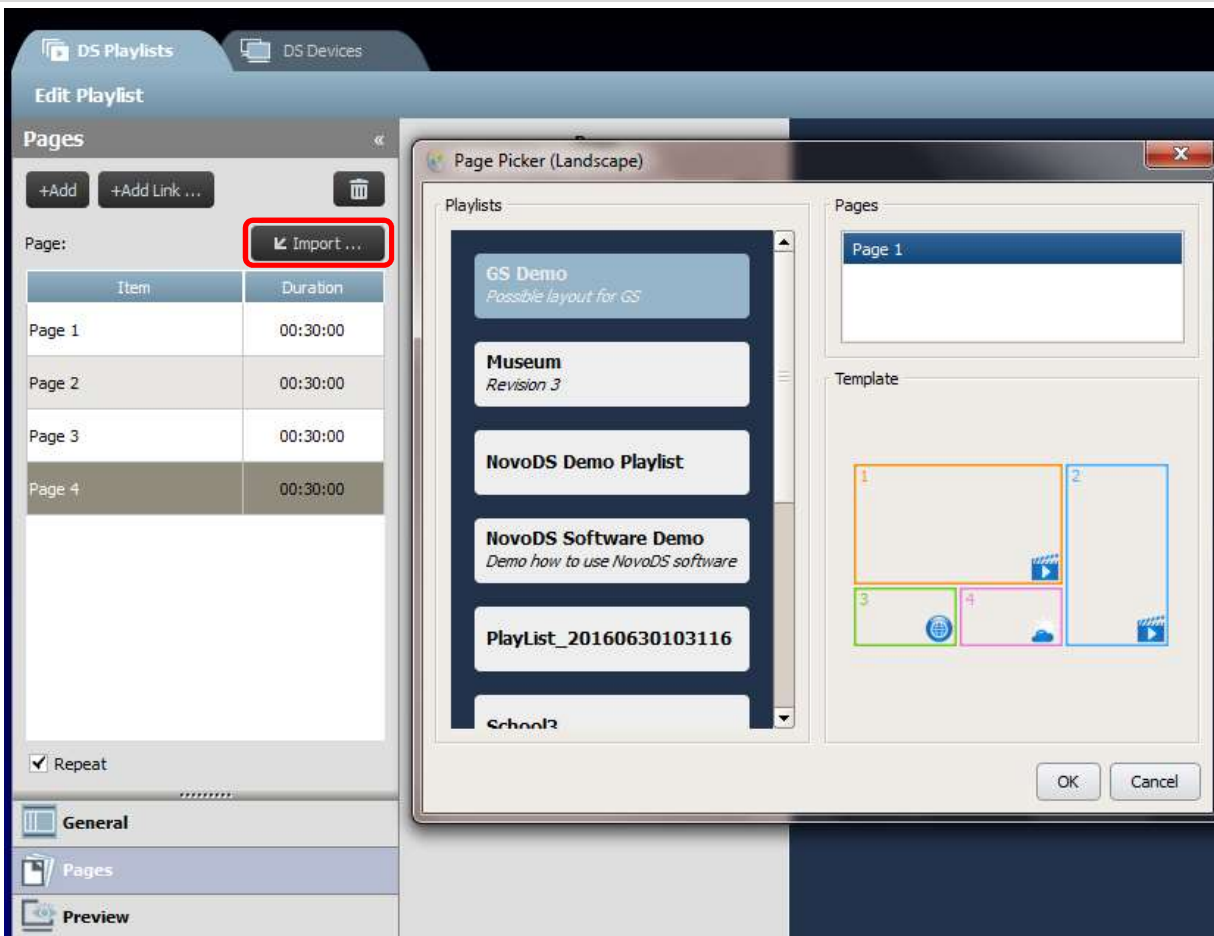 DS Playlists
DS Devices
Edit Playlist
Pages
«
+Add
+Add Link ...
Page:
Import ...
Item Duration
Page 1 00:30:00
Page 2 00:30:00
Page 3 00:30:00
Page 4 00:30:00
Repeat
General
Pages
Preview
Page Picker (Landscape)
Playlists
GS Demo
Possible layout for GS
Museum
Revision 3
NovoDS Demo Playlist
NovoDS Software Demo
Demo how to use NovoDS software
PlayList_20160630103116
School3
Pages
Page 1
Template
1
2
3
4
OK
Cancel